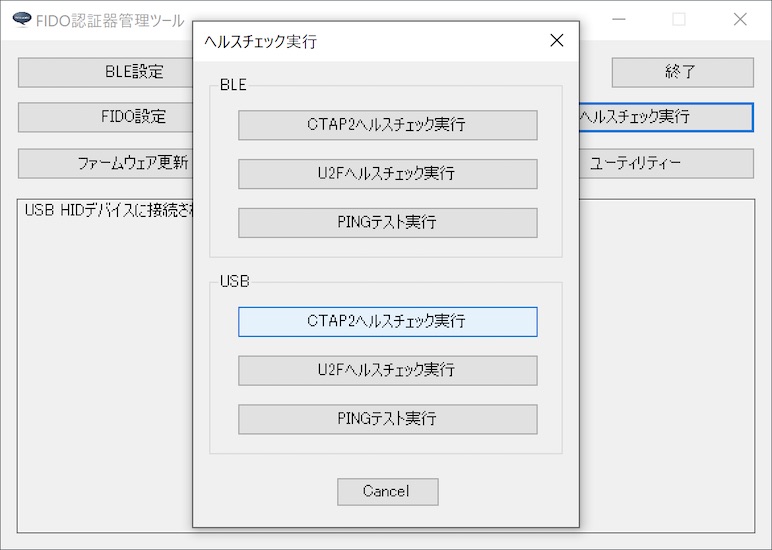 FIDO認証器管理ツール
BLE設定
終了
FIDO設定
ヘルスチェック実行
ファームウェア更新
ユーティリティー
USB HIDデバイスに接続さ
ヘルスチェック実行
BLE
CTAP2ヘルスチェック実行
U2Fヘルスチェック実行
PINGテスト実行
USB
CTAP2ヘルスチェック実行
U2Fヘルスチェック実行
PINGテスト実行
Cancel